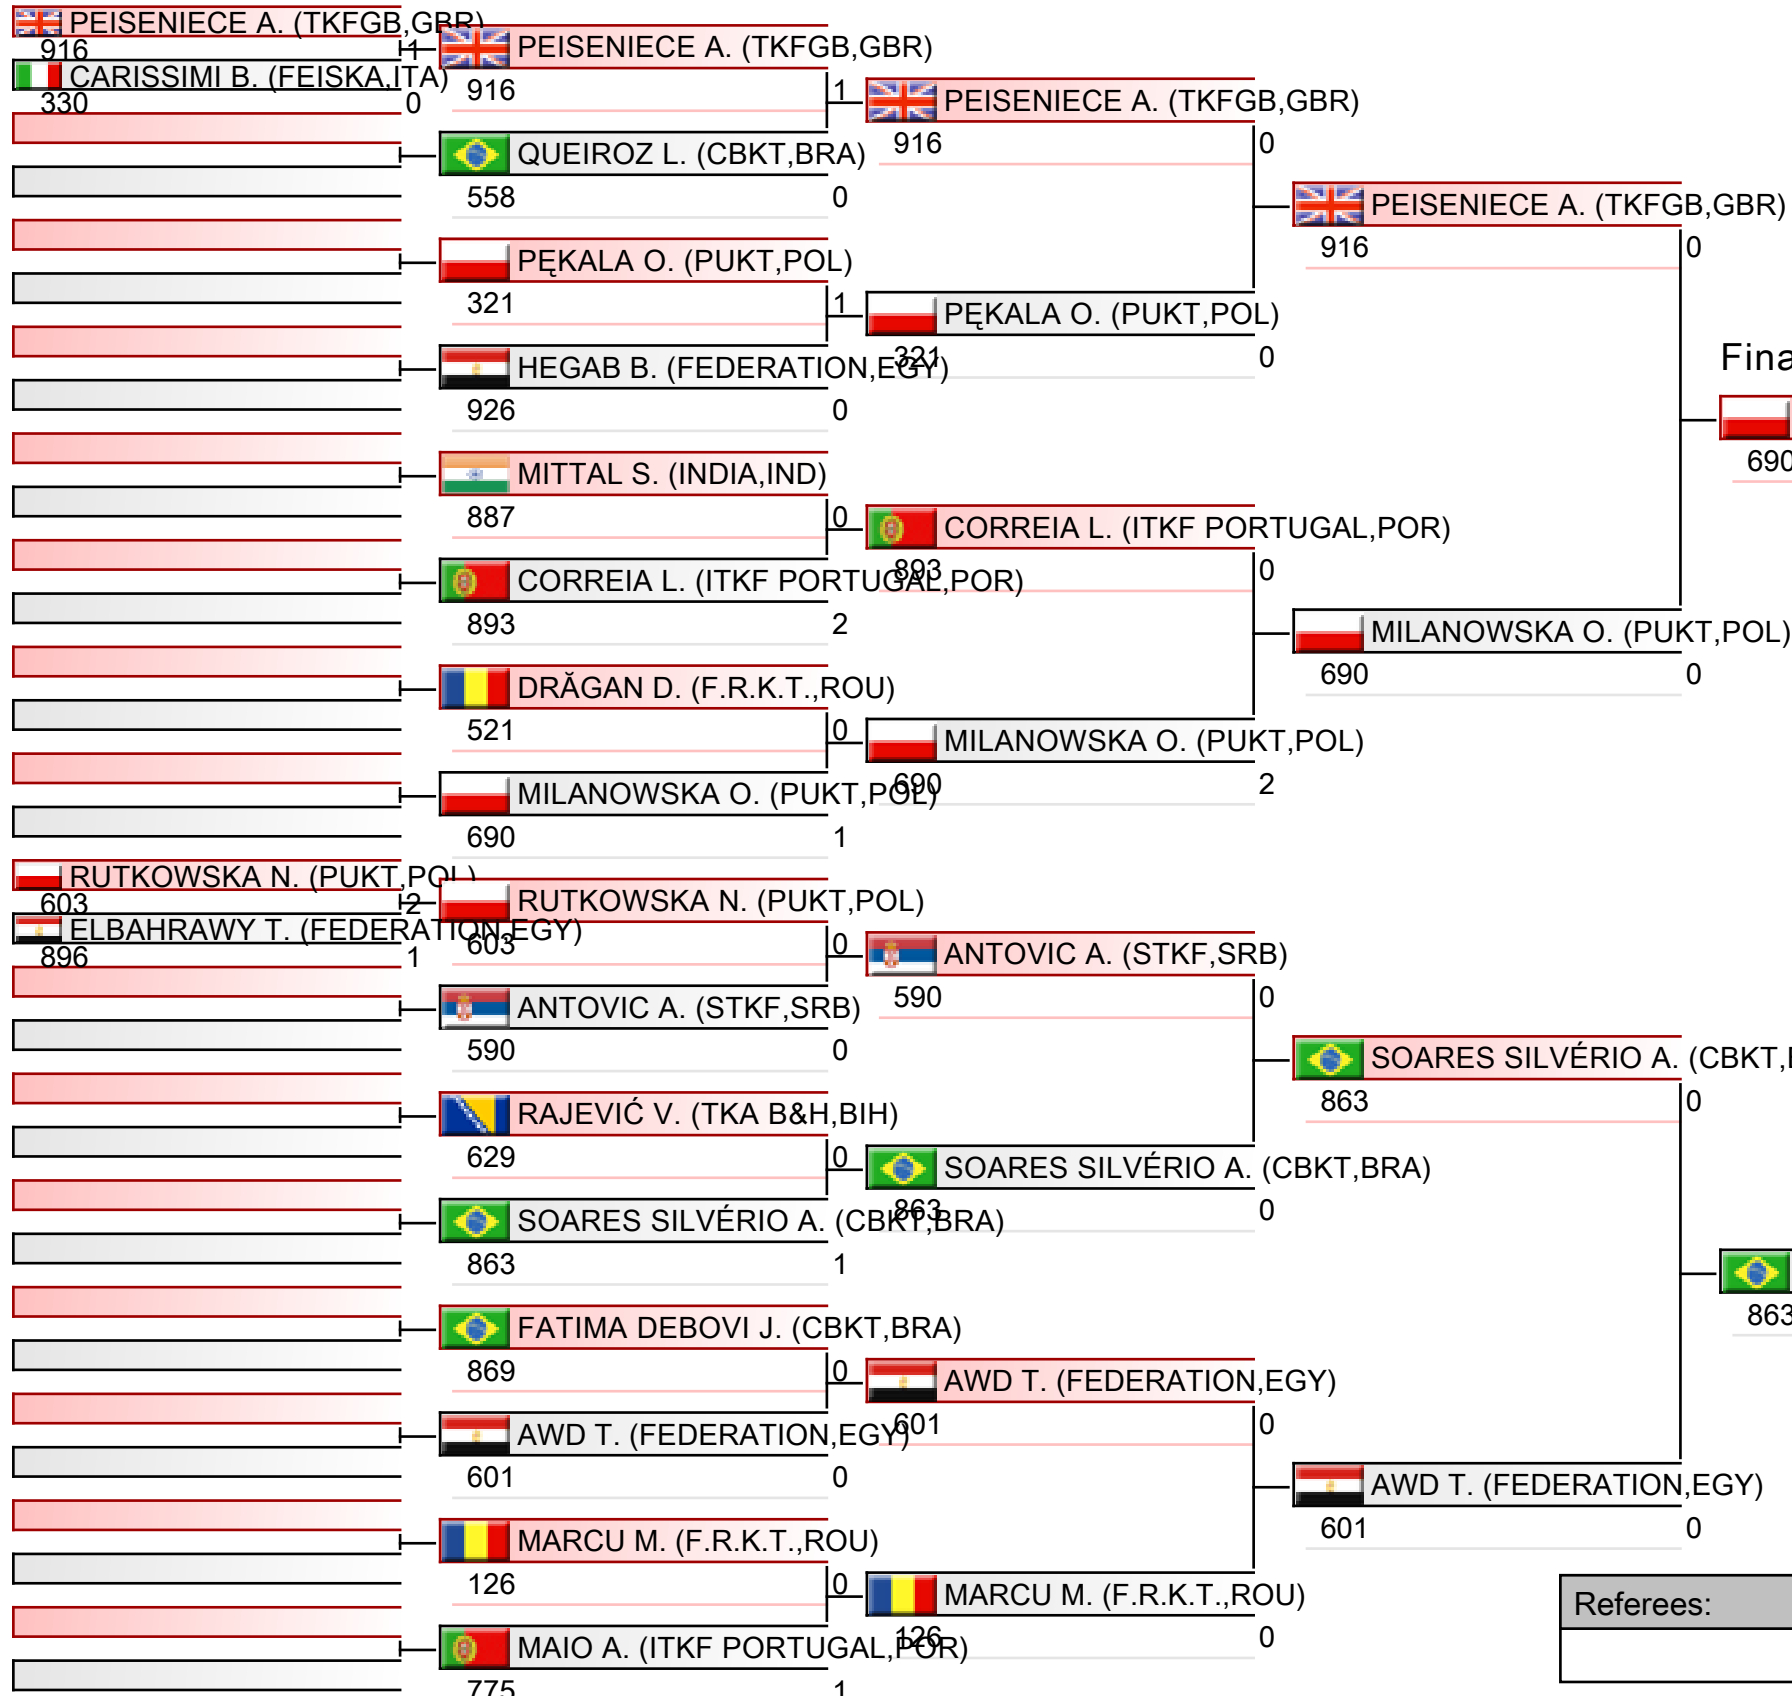 PEISENIECE A. (TKFGB,GBR)
916 1
CARISSIMI B. (FEISKA,ITA)
330 0
RUTKOWSKA N. (PUKT,POL)
603 2
ELBAHRAWY T. (FEDERATION,EGY)
896 1
PEISENIECE A. (TKFGB,GBR)
916 1
QUEIROZ L. (CBKT,BRA)
558 0
PĘKALA O. (PUKT,POL)
321 1
HEGAB B. (FEDERATION,EGY)
926 0
MITTAL S. (INDIA,IND)
887 0
CORREIA L. (ITKF PORTUGAL,POR)
893 2
DRĂGAN D. (F.R.K.T.,ROU)
521 0
MILANOWSKA O. (PUKT,POL)
690 1
RUTKOWSKA N. (PUKT,POL)
603 0
ANTOVIC A. (STKF,SRB)
590 0
RAJEVIĆ V. (TKA B&H,BIH)
629 0
SOARES SILVÉRIO A. (CBKT,BRA)
863 1
FATIMA DEBOVI J. (CBKT,BRA)
869 0
AWD T. (FEDERATION,EGY)
601 0
MARCU M. (F.R.K.T.,ROU)
126 0
MAIO A. (ITKF PORTUGAL,POR)
775 1
PEISENIECE A. (TKFGB,GBR)
916 0
PĘKALA O. (PUKT,POL)
321 0
CORREIA L. (ITKF PORTUGAL,POR)
893 0
MILANOWSKA O. (PUKT,POL)
690 2
ANTOVIC A. (STKF,SRB)
590 0
SOARES SILVÉRIO A. (CBKT,BRA)
863 0
AWD T. (FEDERATION,EGY)
601 0
MARCU M. (F.R.K.T.,ROU)
126 0
PEISENIECE A. (TKFGB,GBR)
916 0
MILANOWSKA O. (PUKT,POL)
690 0
SOARES SILVÉRIO A. (CBKT,
863 0
AWD T. (FEDERATION,EGY)
601 0
Fina
690
863
Referees: